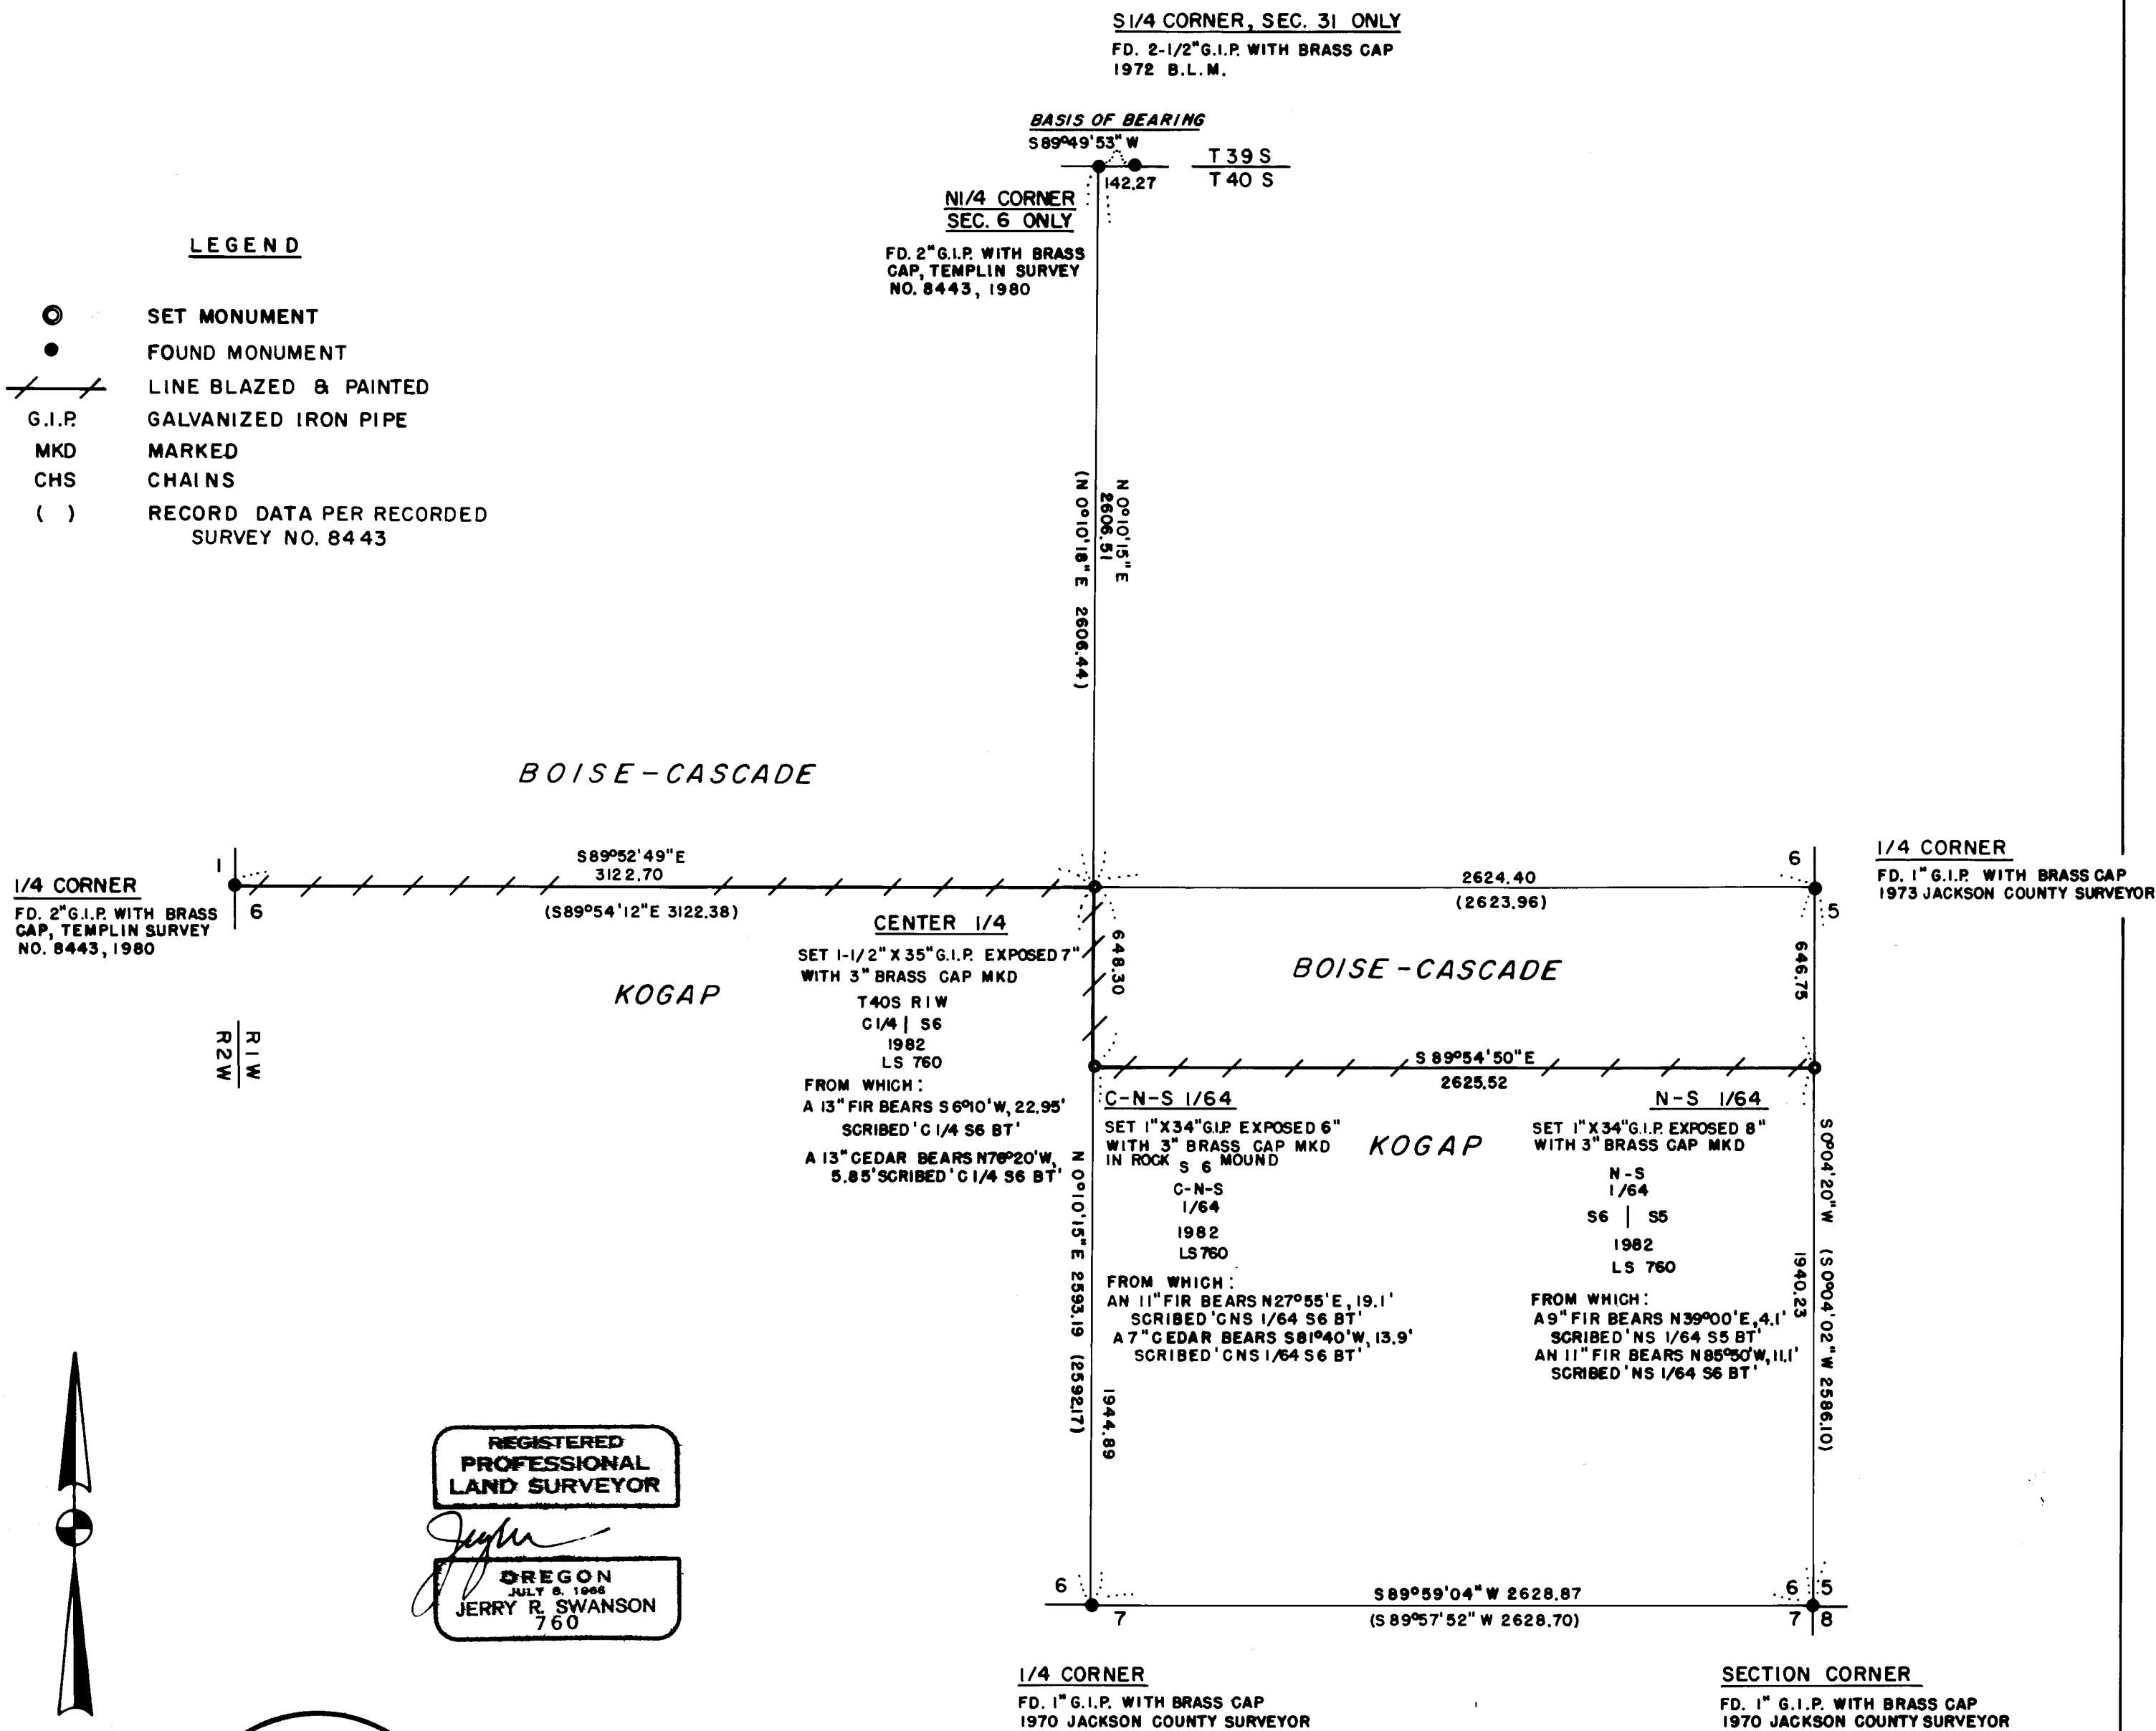 S1/4 CORNER, SEC. 31 ONLY
FD. 2-1/2" G.I.P. WITH BRASS CAP
1972 B.L.M.
BASIS OF BEARING
S89°49'53" W
142.27
T 39 S
T 40 S
N1/4 CORNER
SEC. 6 ONLY
FD. 2" G.I.P. WITH BRASS
CAP, TEMPLIN SURVEY
NO. 8443, 1980
LEGEND
SET MONUMENT
FOUND MONUMENT
LINE BLAZED & PAINTED
G.I.P. GALVANIZED IRON PIPE
MKD MARKED
CHS CHAINS
( ) RECORD DATA PER RECORDED
SURVEY NO. 8443
N 0°10'15" E
2606.51
(N 0°10'18" E 2606.44)
BOISE-CASCADE
1/4 CORNER
FD. 2" G.I.P. WITH BRASS
CAP, TEMPLIN SURVEY
NO. 8443, 1980
1
6
S89°52'49"E
3122.70
(S89°54'12"E 3122.38)
KOGAP
R1W
R2W
CENTER 1/4
SET 1-1/2" X 35" G.I.P. EXPOSED 7"
WITH 3" BRASS CAP MKD
T40S R1W
C1/4 | S6
1982
LS 760
FROM WHICH:
A 13" FIR BEARS S6°10'W, 22.95'
SCRIBED 'C 1/4 S6 BT'
A 13" CEDAR BEARS N76°20'W,
5.85' SCRIBED 'C 1/4 S6 BT'
2624.40
(2623.96)
6
5
1/4 CORNER
FD. 1" G.I.P. WITH BRASS CAP
1973 JACKSON COUNTY SURVEYOR
648.30
BOISE-CASCADE
646.75
S 89°54'50"E
2625.52
C-N-S 1/64
SET 1" X 34" G.I.P. EXPOSED 6"
WITH 3" BRASS CAP MKD
IN ROCK MOUND
S 6
C-N-S
1/64
1982
LS 760
FROM WHICH:
AN 11" FIR BEARS N27°55'E, 19.1'
SCRIBED 'CNS 1/64 S6 BT'
A 7" CEDAR BEARS S81°40'W, 13.9'
SCRIBED 'CNS 1/64 S6 BT'
KOGAP
N-S 1/64
SET 1" X 34" G.I.P. EXPOSED 8"
WITH 3" BRASS CAP MKD
N-S
1/64
S6 | S5
1982
LS 760
FROM WHICH:
A 9" FIR BEARS N39°00'E, 4.1'
SCRIBED 'NS 1/64 S5 BT'
AN 11" FIR BEARS N85°50'W, 11.1'
SCRIBED 'NS 1/64 S6 BT'
N 0°10'15" E 2593.19 (2592.17)
1944.89
S 0°04'20" W (S 0°04'02" W 2586.10)
1940.23
REGISTERED
PROFESSIONAL
LAND SURVEYOR
OREGON
JULY 8, 1966
JERRY R. SWANSON
760
6
7
S89°59'04" W 2628.87
(S89°57'52" W 2628.70)
6 5
7 8
1/4 CORNER
FD. 1" G.I.P. WITH BRASS CAP
1970 JACKSON COUNTY SURVEYOR
SECTION CORNER
FD. 1" G.I.P. WITH BRASS CAP
1970 JACKSON COUNTY SURVEYOR